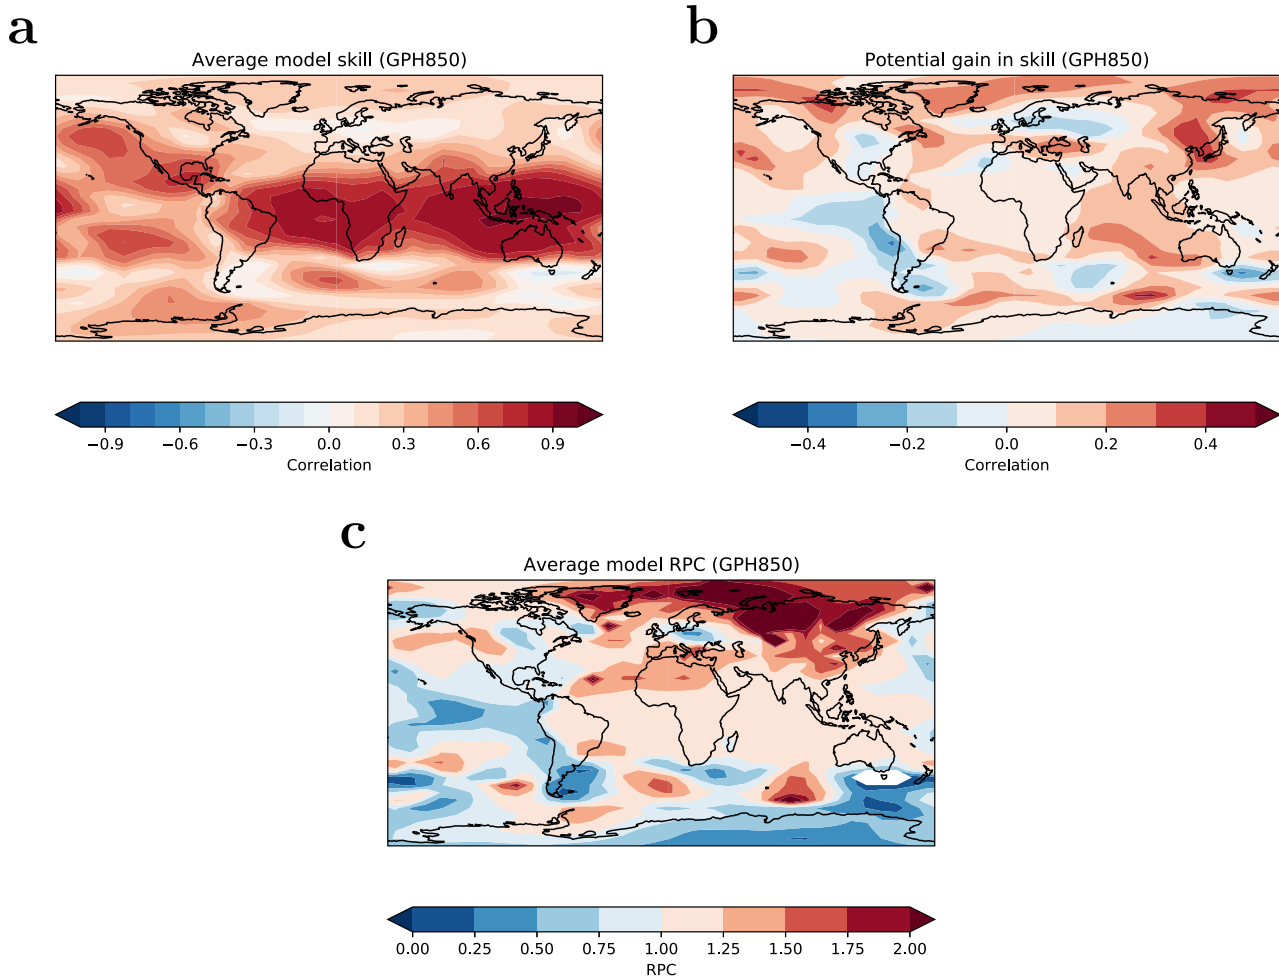 a
b
Average model skill (GPH850)
Potential gain in skill (GPH850)
−0.9 −0.6 −0.3 0.0 0.3 0.6 0.9
Correlation
−0.4 −0.2 0.0 0.2 0.4
Correlation
c
Average model RPC (GPH850)
0.00 0.25 0.50 0.75 1.00 1.25 1.50 1.75 2.00
RPC